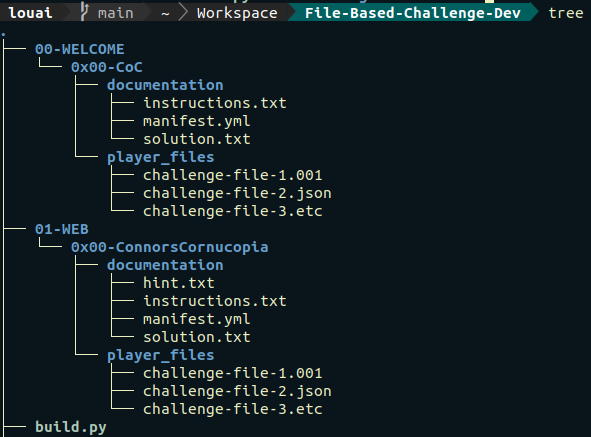 louai main ~ Workspace File-Based-Challenge-Dev tree
.
├── 00-WELCOME
│   └── 0x00-CoC
│       ├── documentation
│       │   ├── instructions.txt
│       │   ├── manifest.yml
│       │   └── solution.txt
│       └── player_files
│           ├── challenge-file-1.001
│           ├── challenge-file-2.json
│           └── challenge-file-3.etc
├── 01-WEB
│   └── 0x00-ConnorsCornucopia
│       ├── documentation
│       │   ├── hint.txt
│       │   ├── instructions.txt
│       │   ├── manifest.yml
│       │   └── solution.txt
│       └── player_files
│           ├── challenge-file-1.001
│           ├── challenge-file-2.json
│           └── challenge-file-3.etc
├── build.py